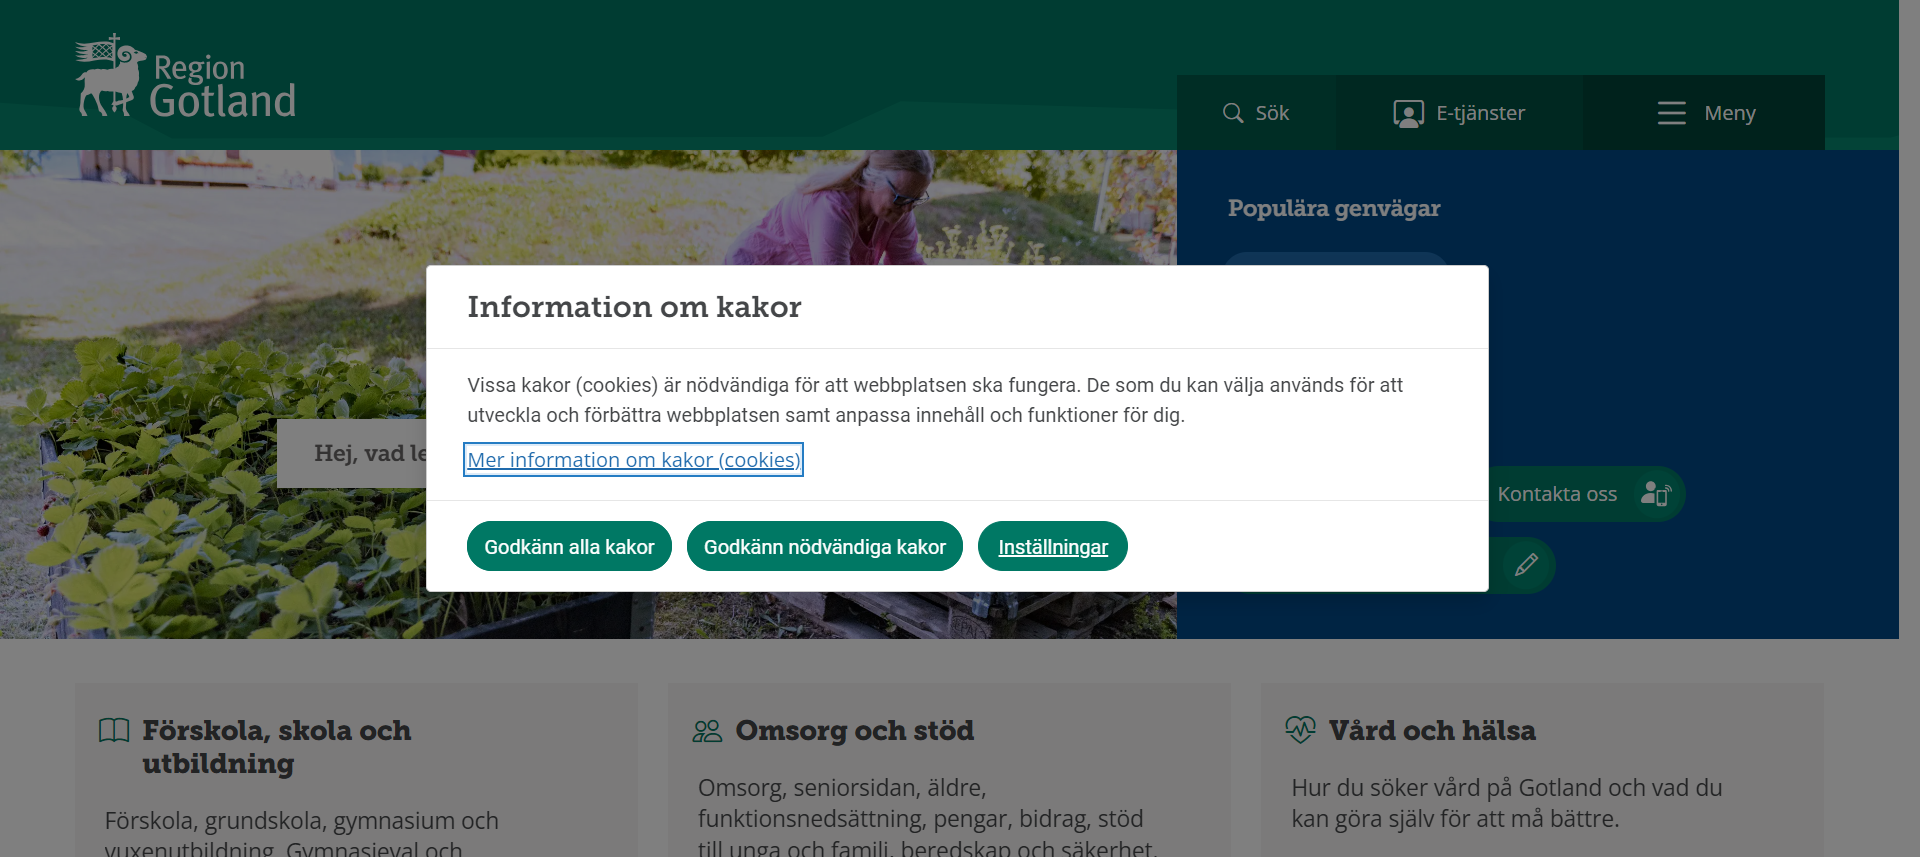 Region
Gotland
Sök
E-tjänster
Meny
Populära genvägar
Information om kakor
Vissa kakor (cookies) är nödvändiga för att webbplatsen ska fungera. De som du kan välja används för att
utveckla och förbättra webbplatsen samt anpassa innehåll och funktioner för dig.
Hej, vad
Mer information om kakor (cookies)
Kontakta oss
Godkänn alla kakor
Godkänn nödvändiga kakor
Inställningar
Förskola, skola och
utbildning
Förskola, grundskola, gymnasium och
vuxenutbildning. Gymnasieval och
Omsorg och stöd
Omsorg, seniorsidan, äldre,
funktionsnedsättning, pengar, bidrag, stöd
till unga och familj, beredskap och säkerhet.
Vård och hälsa
Hur du söker vård på Gotland och vad du
kan göra själv för att må bättre.